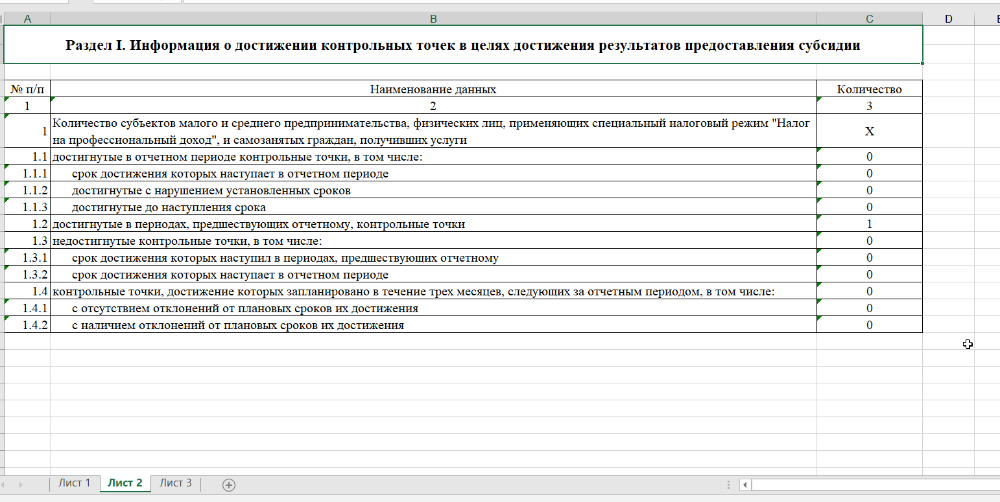 A B C D E
Раздел I. Информация о достижении контрольных точек в целях достижения результатов предоставления субсидии
№ п/п Наименование данных Количество
1 2 3
1 Количество субъектов малого и среднего предпринимательства, физических лиц, применяющих специальный налоговый режим "Налог
на профессиональный доход", и самозанятых граждан, получивших услуги X
1.1 достигнутые в отчетном периоде контрольные точки, в том числе: 0
1.1.1 срок достижения которых наступает в отчетном периоде 0
1.1.2 достигнутые с нарушением установленных сроков 0
1.1.3 достигнутые до наступления срока 0
1.2 достигнутые в периодах, предшествующих отчетному, контрольные точки 1
1.3 недостигнутые контрольные точки, в том числе: 0
1.3.1 срок достижения которых наступил в периодах, предшествующих отчетному 0
1.3.2 срок достижения которых наступает в отчетном периоде 0
1.4 контрольные точки, достижение которых запланировано в течение трех месяцев, следующих за отчетным периодом, в том числе: 0
1.4.1 с отсутствием отклонений от плановых сроков их достижения 0
1.4.2 с наличием отклонений от плановых сроков их достижения 0
Лист 1 Лист 2 Лист 3